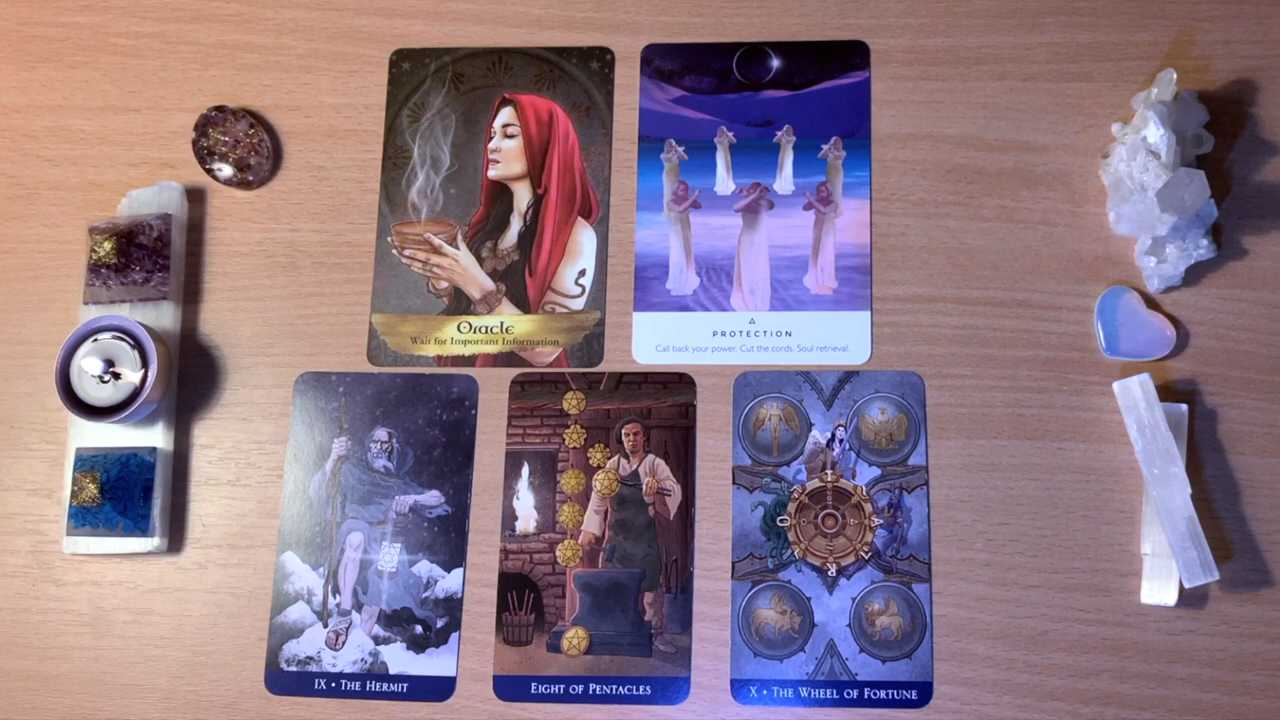 Oracle
Wait for Important Information
PROTECTION
Call back your power. Cut the cords. Soul retrieval.
IX • THE HERMIT
EIGHT OF PENTACLES
X • THE WHEEL OF FORTUNE